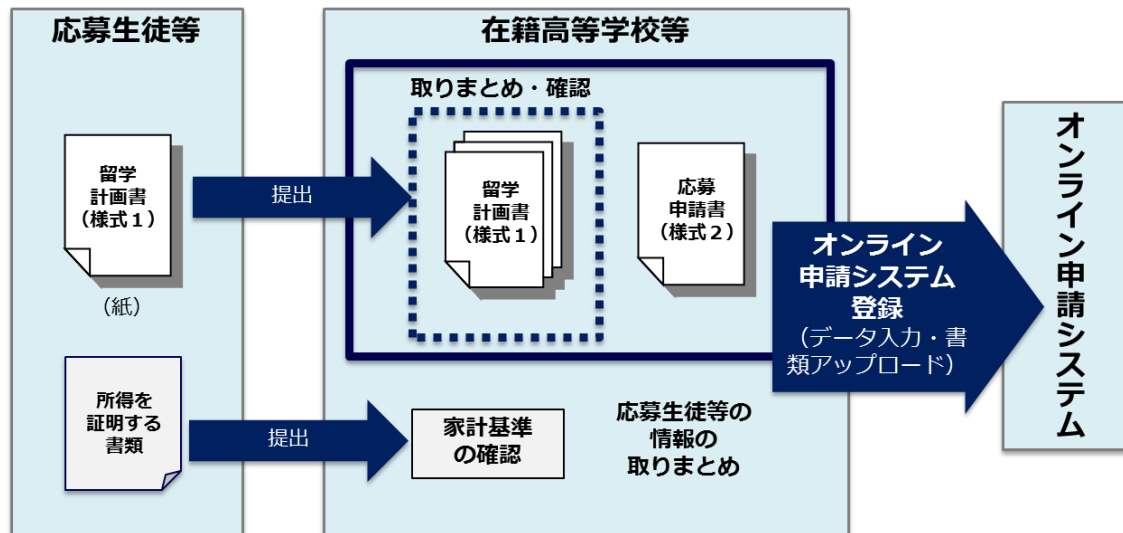 応募生徒等
在籍高等学校等
取りまとめ・確認
留学
計画書
（様式１）
（紙）
提出
留学
計画書
（様式１）
応募
申請書
（様式２）
オンライン
申請システム
登録
（データ入力・書
類アップロード）
オンライン申請システム
所得を
証明する
書類
提出
家計基準
の確認
応募生徒等の
情報の
取りまとめ